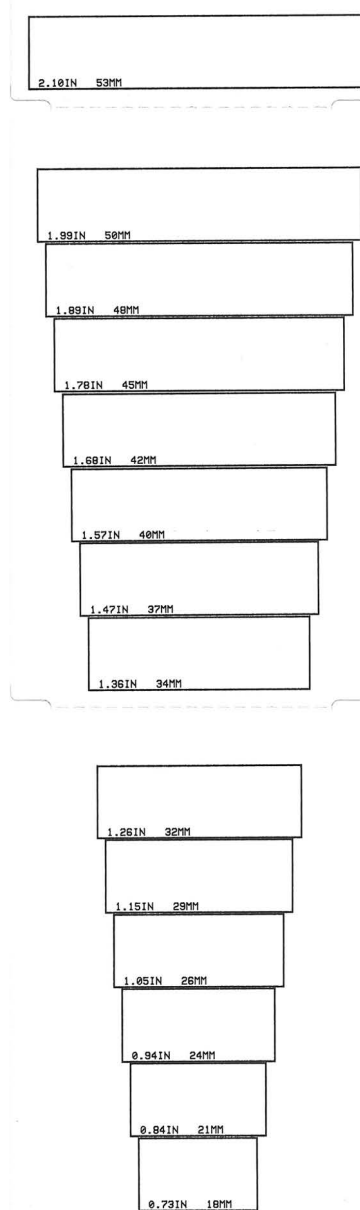 2.10IN 53MM
1.99IN 50MM
1.89IN 48MM
1.78IN 45MM
1.68IN 42MM
1.57IN 40MM
1.47IN 37MM
1.36IN 34MM
1.26IN 32MM
1.15IN 29MM
1.05IN 26MM
0.94IN 24MM
0.84IN 21MM
0.73IN 18MM